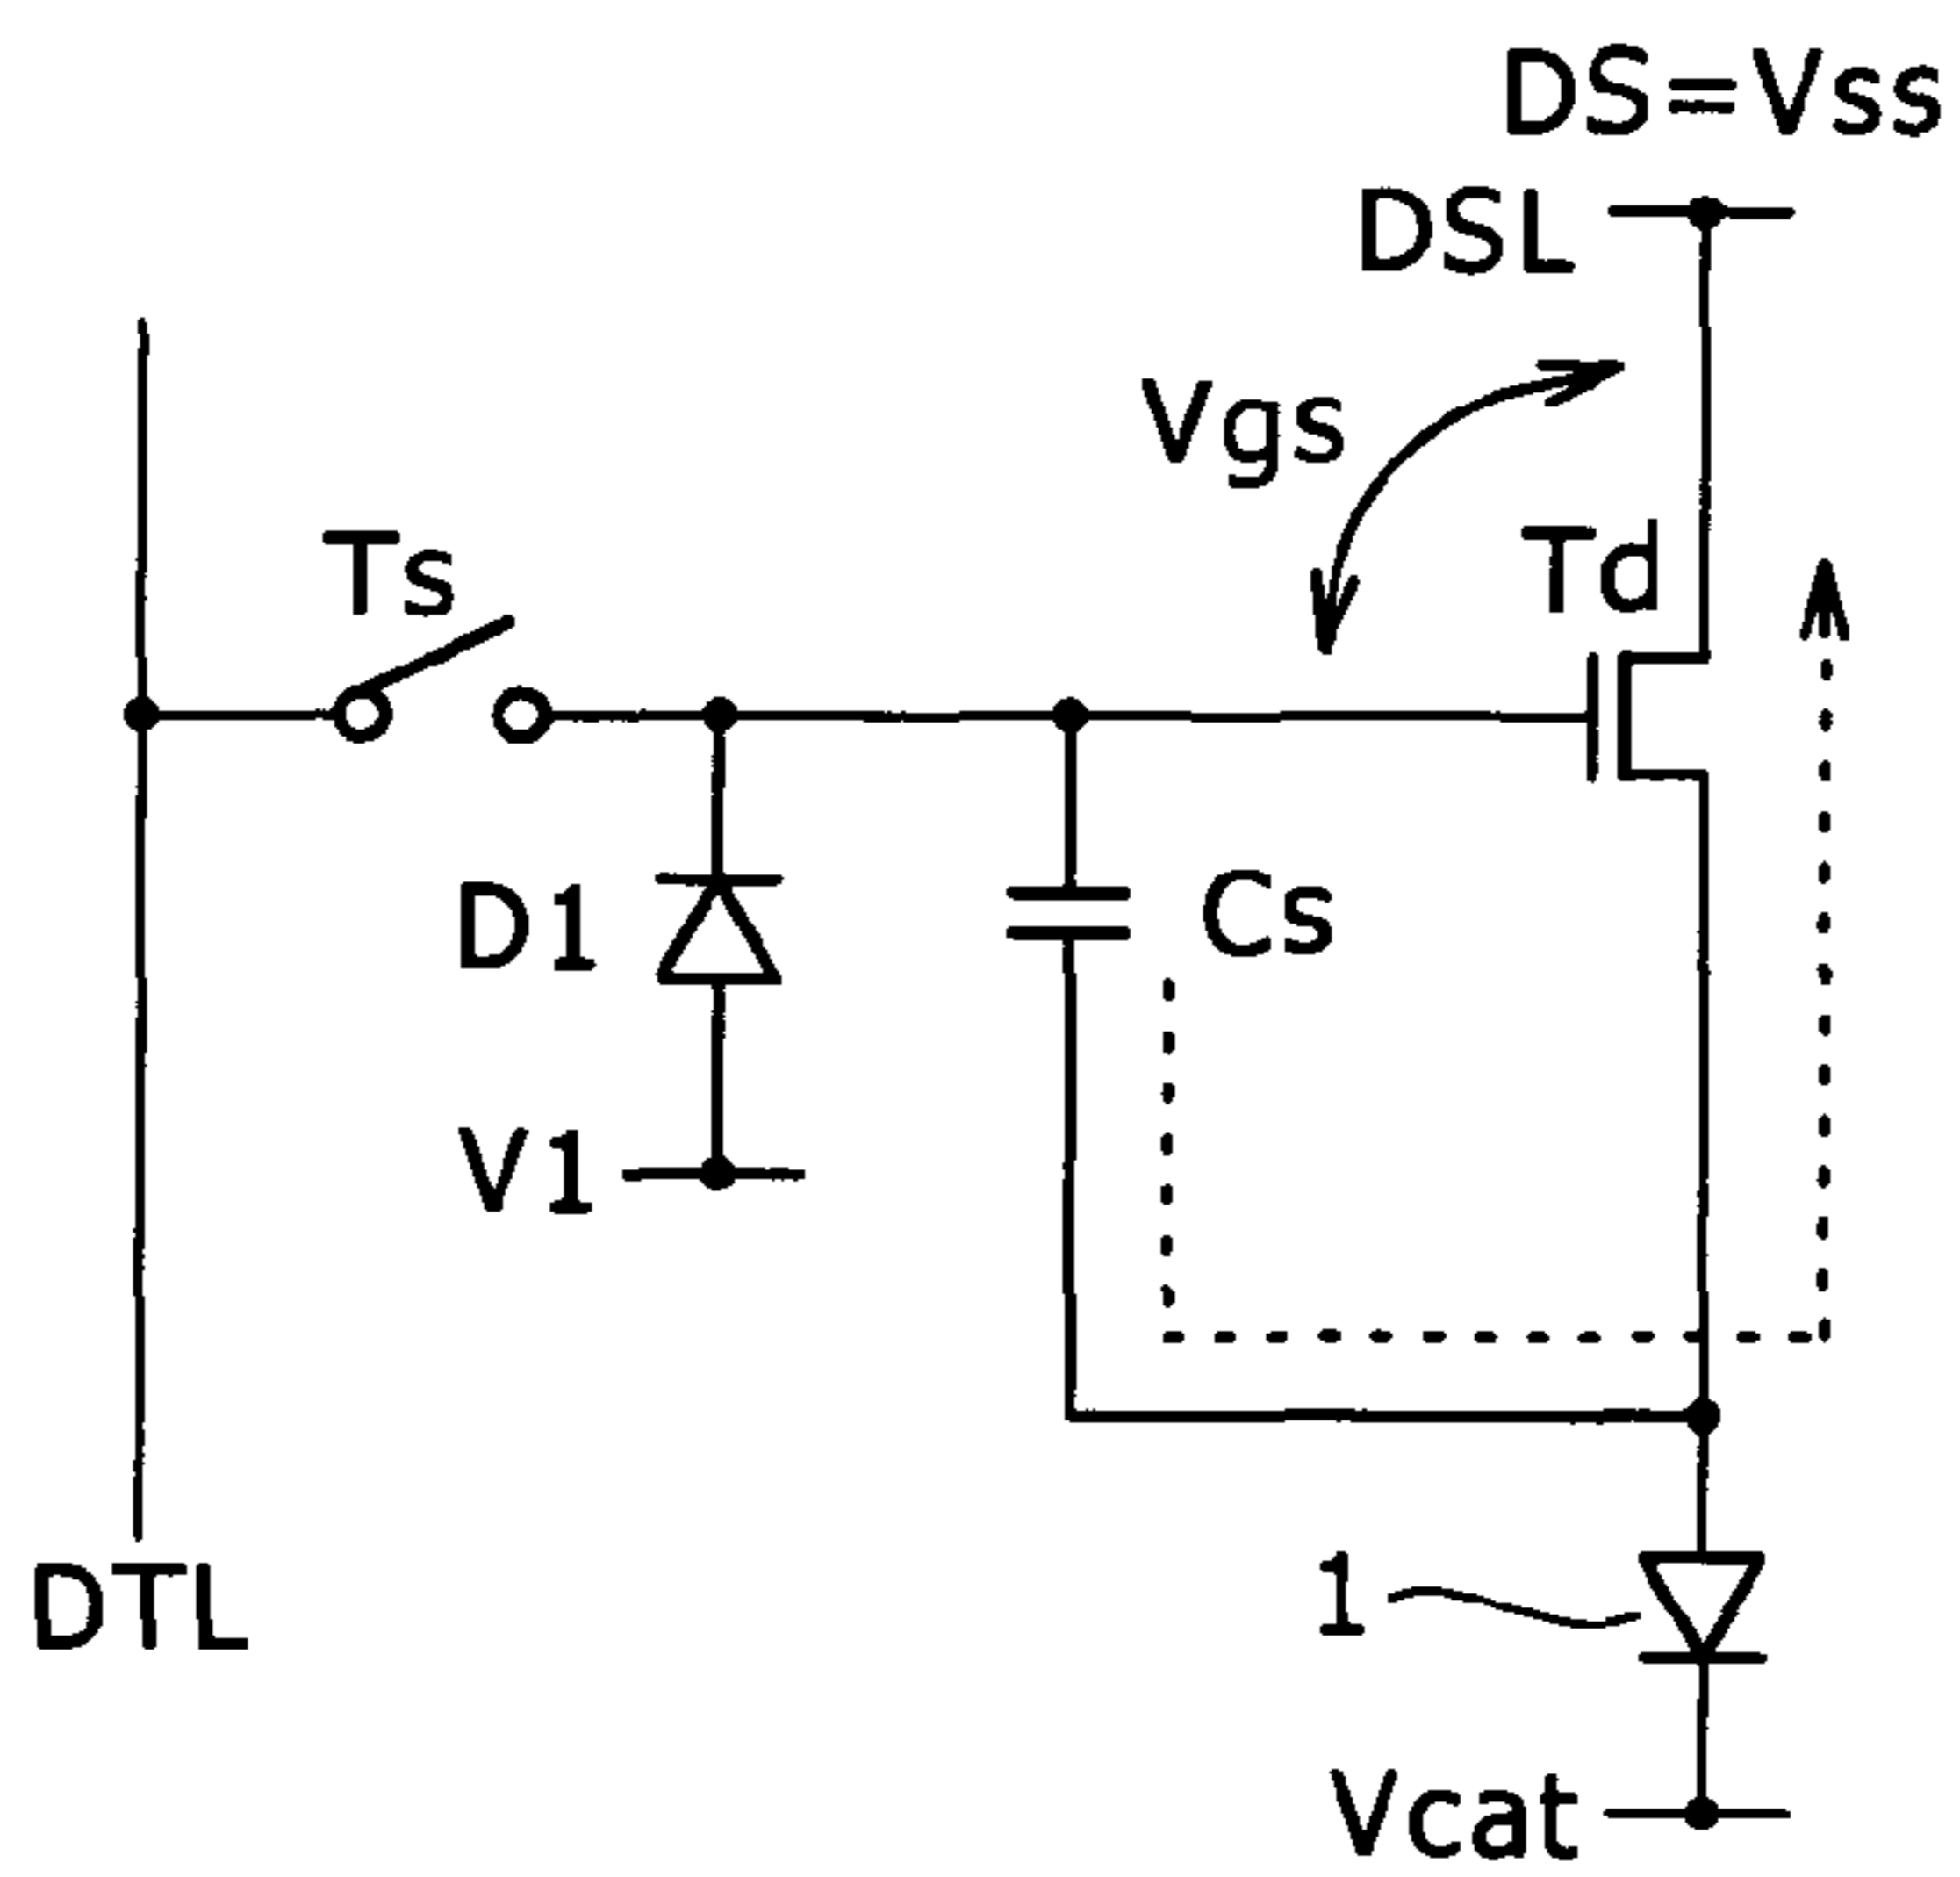 DS=Vss
DSL
Vgs
Ts
Td
D1
Cs
V1
DTL
1
Vcat